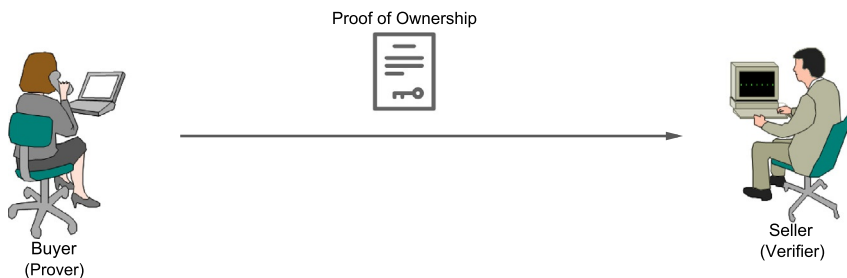 Proof of Ownership
Buyer
(Prover)
Seller
(Verifier)